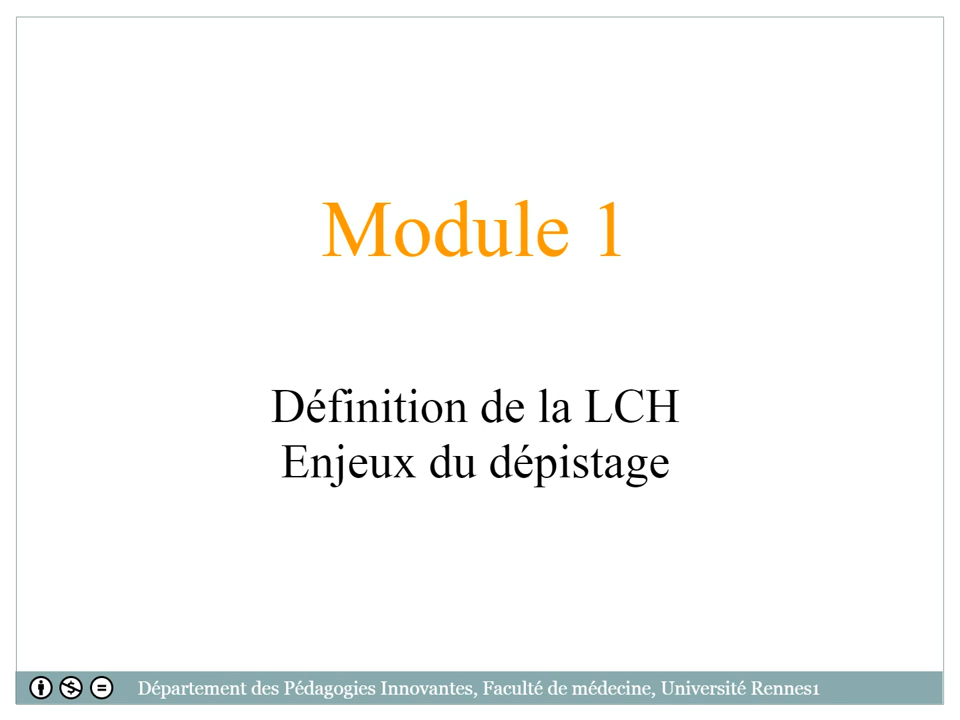 Module 1
Définition de la LCH
Enjeux du dépistage
Département des Pédagogies Innovantes, Faculté de médecine, Université Rennes1